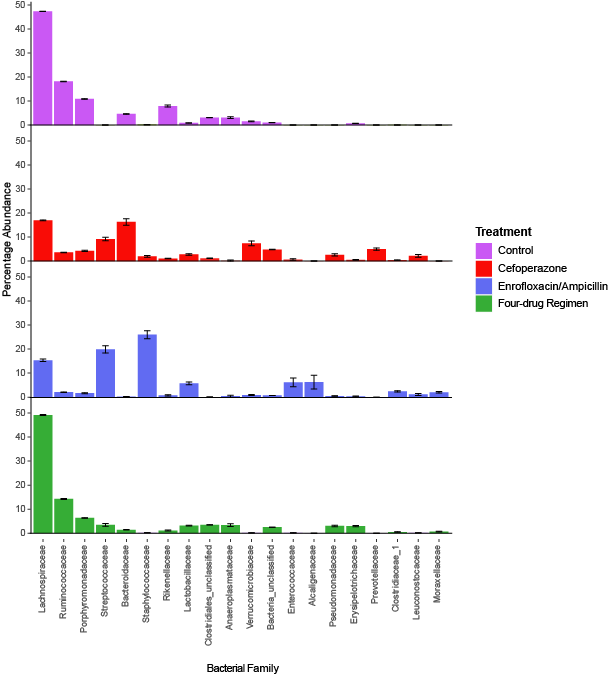 50
40
30
20
10
0
50
40
30
20
10
0
50
40
30
20
10
0
50
40
30
20
10
0
Percentage Abundance
Lachnospiraceae
Ruminococcaceae
Porphyromonadaceae
Streptococcaceae
Bacteroidaceae
Staphylococcaceae
Rikenellaceae
Lactobacillaceae
Clostridiales_unclassified
Anaeroplasmataceae
Verrucomicrobiaceae
Bacteria_unclassified
Enterococcaceae
Alcaligenaceae
Pseudomonadaceae
Erysipelotrichaceae
Prevotellaceae
Clostridiaceae_1
Leuconostocaceae
Moraxellaceae
Bacterial Family
Treatment
Control
Cefoperazone
Enrofloxacin/Ampicillin
Four-drug Regimen